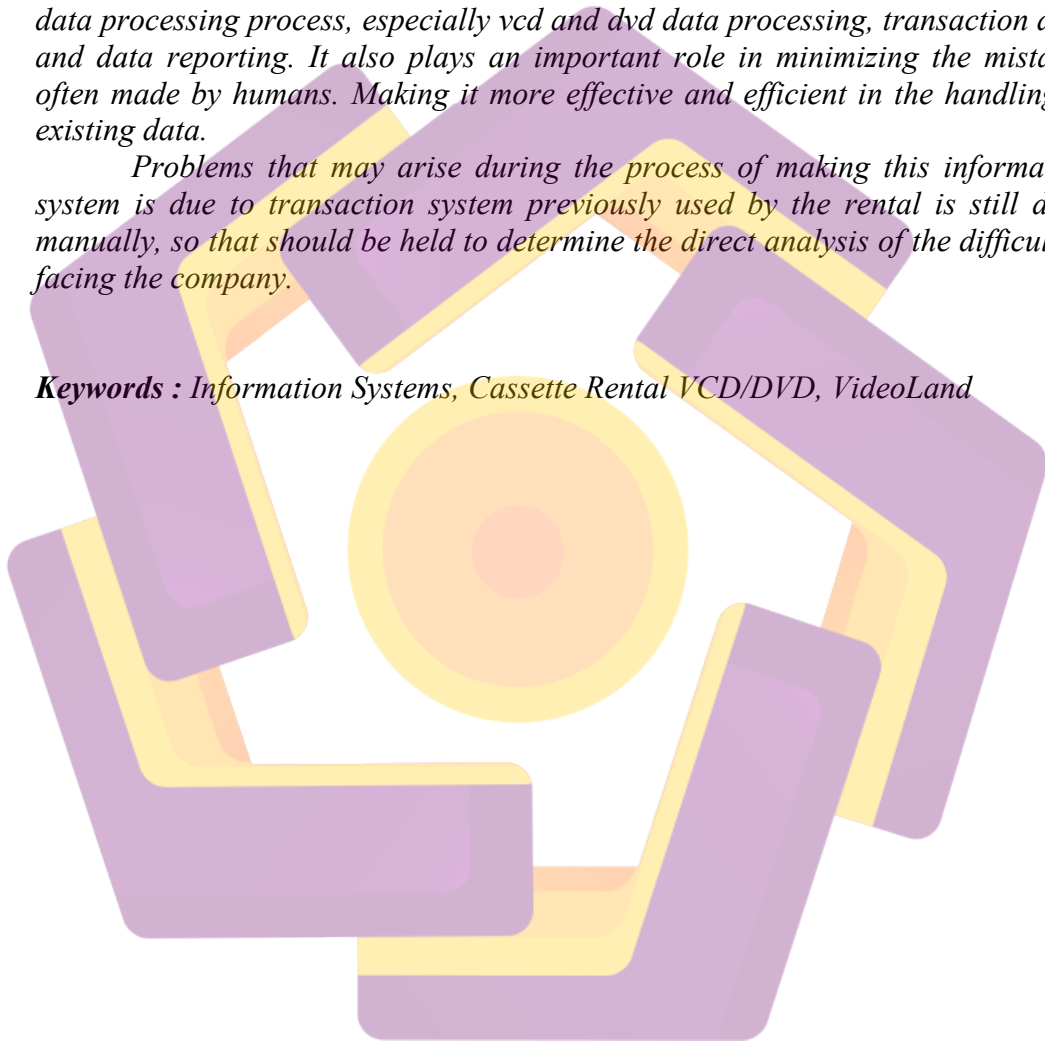 data processing process, especially vcd and dvd data processing, transaction
and data reporting. It also plays an important role in minimizing the
often made by humans. Making it more effective and efficient in the handling
existing data.
Problems that may arise during the process of making this
system is due to transaction system previously used by the rental is still
manually, so that should be held to determine the direct analysis of the
facing the company.
Keywords : Information Systems, Cassette Rental VCD/DVD, VideoLand